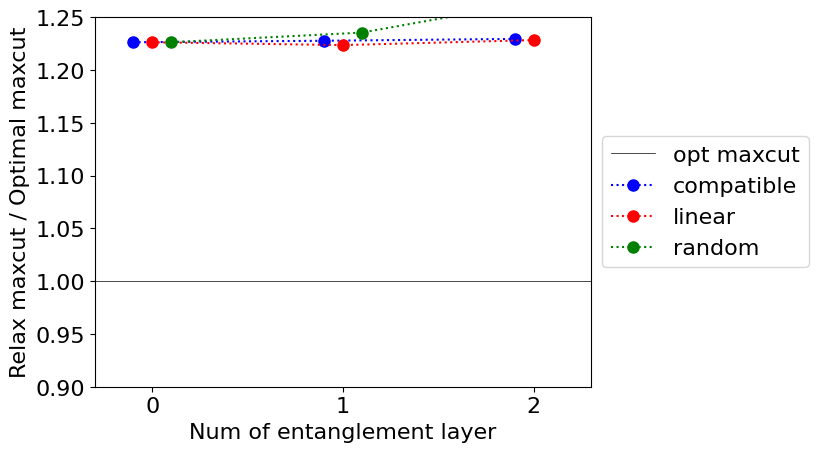 1.25
1.20
1.15
1.10
1.05
1.00
0.95
0.90
Relax maxcut / Optimal maxcut
0 1 2
Num of entanglement layer
opt maxcut
compatible
linear
random